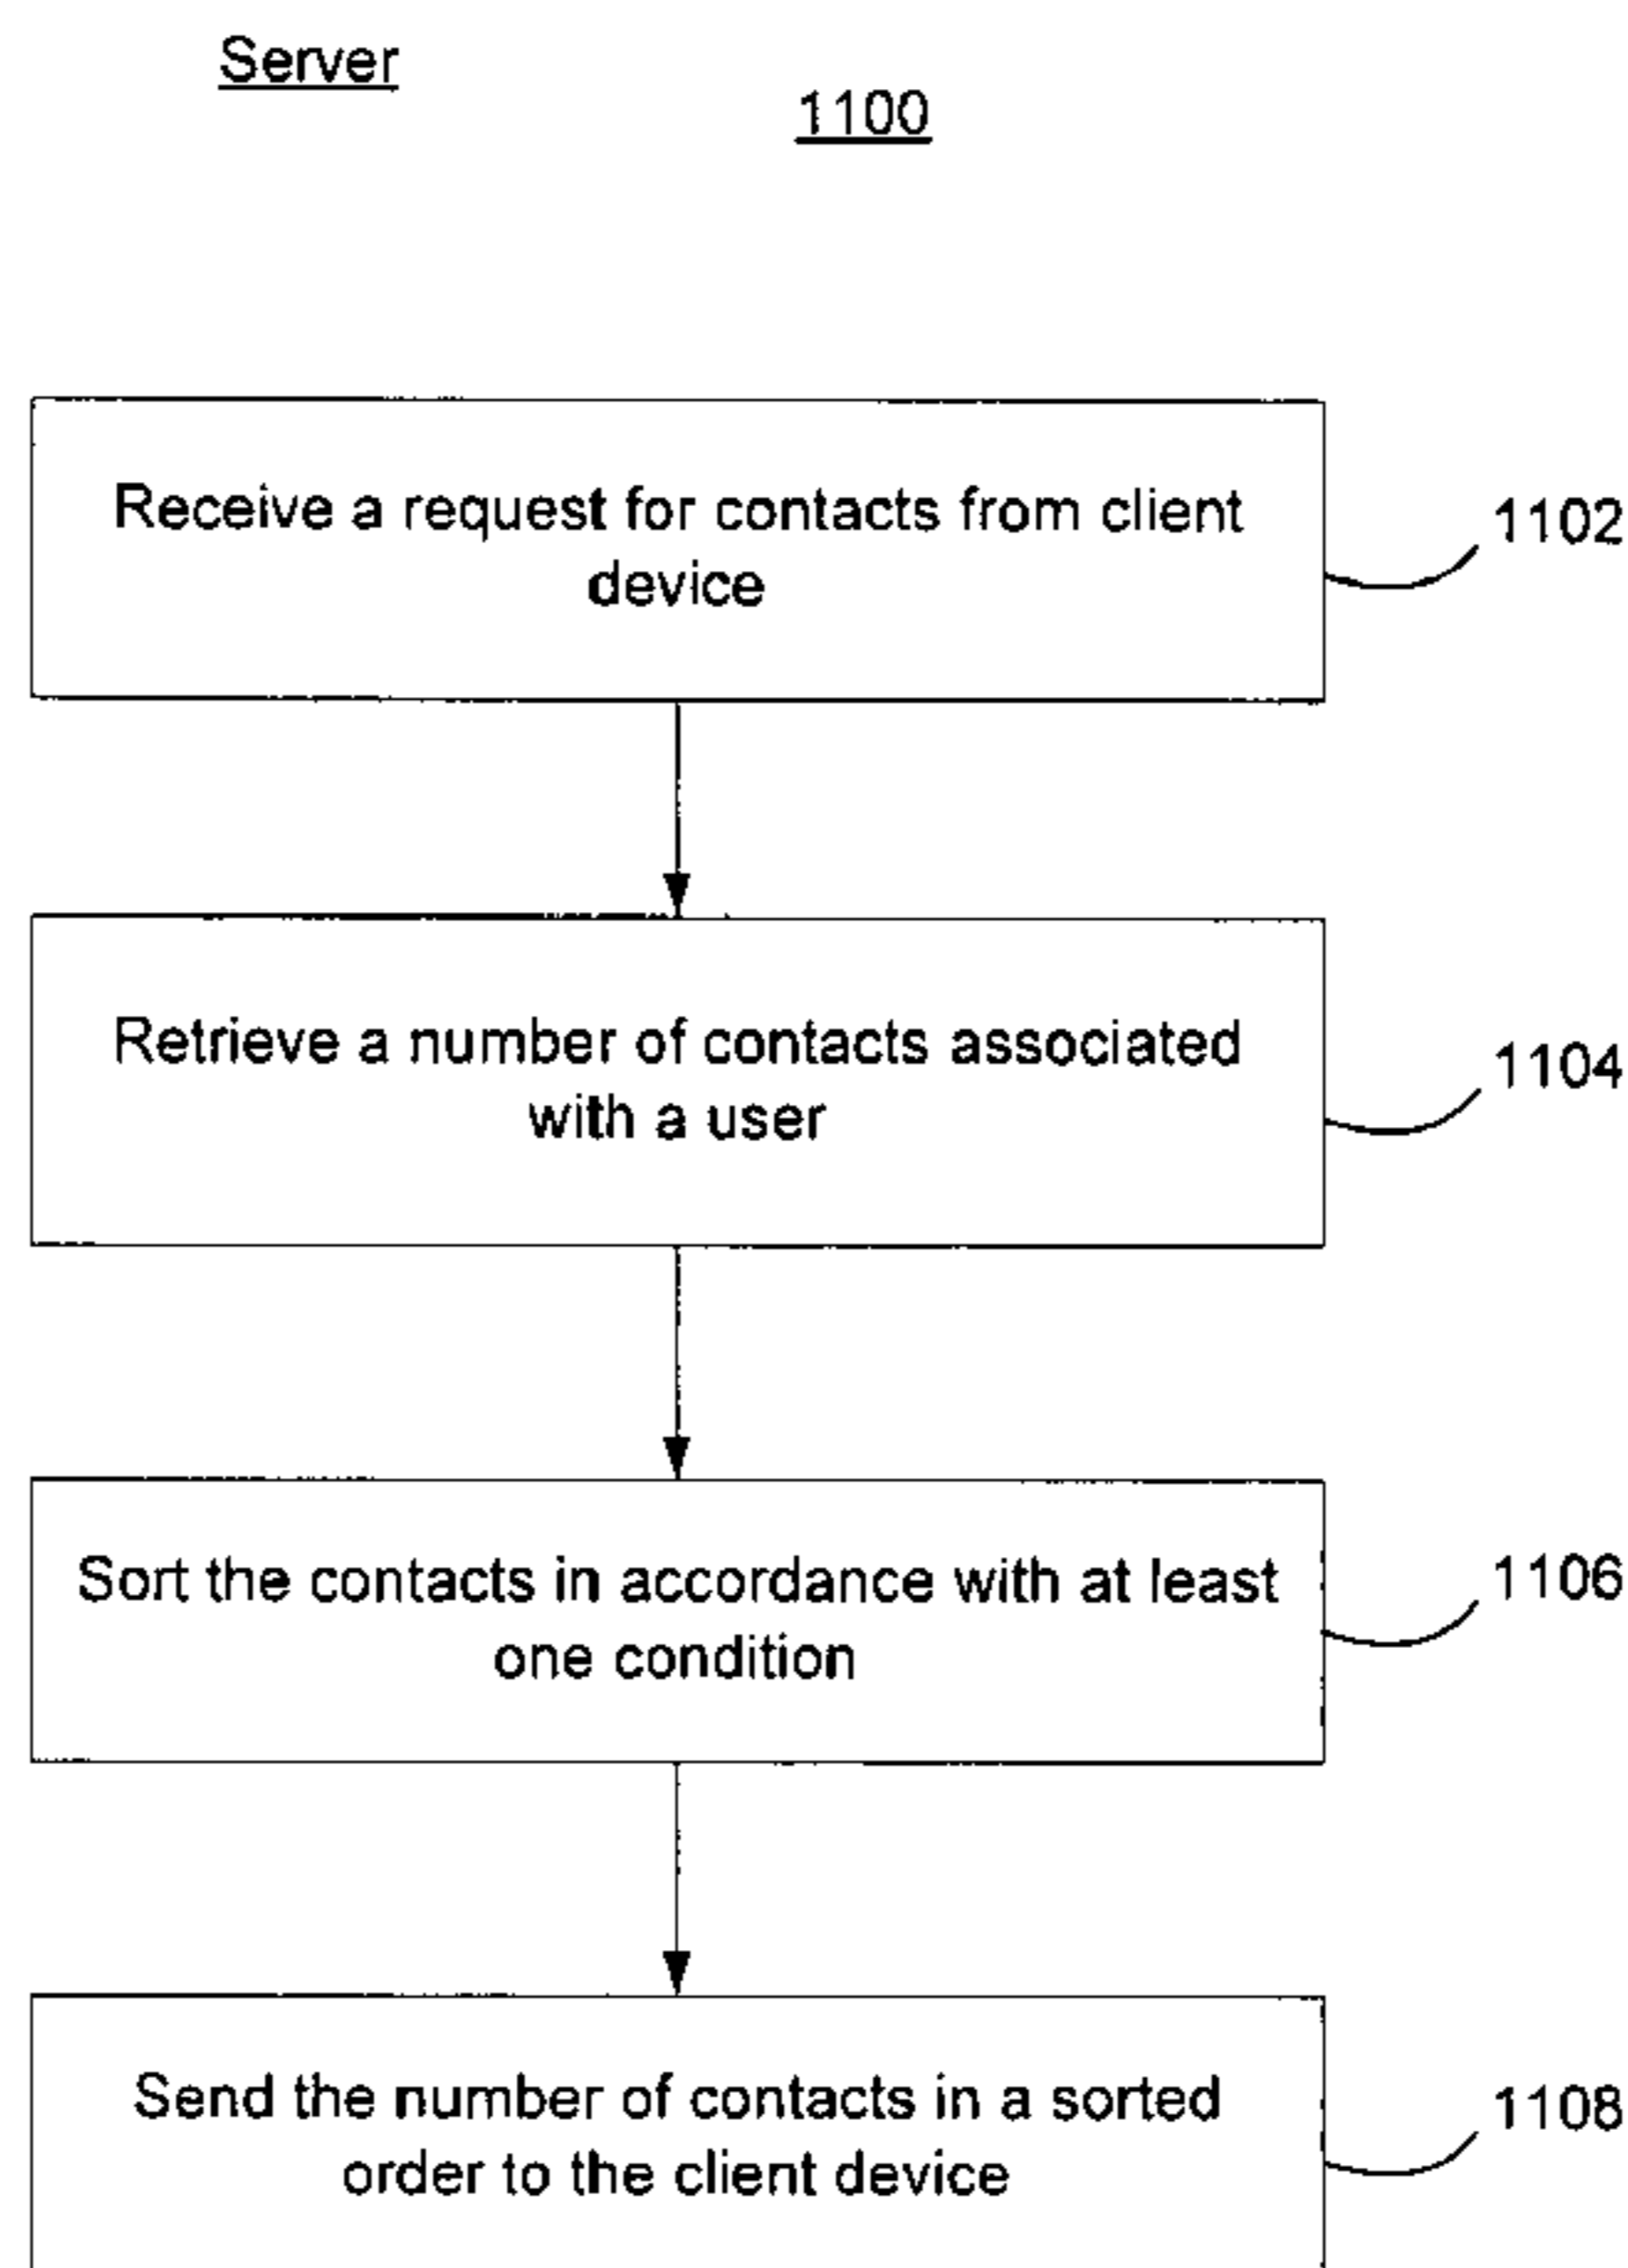 Server
1100
Receive a request for contacts from client
device
1102
Retrieve a number of contacts associated
with a user
1104
Sort the contacts in accordance with at least
one condition
1106
Send the number of contacts in a sorted
order to the client device
1108